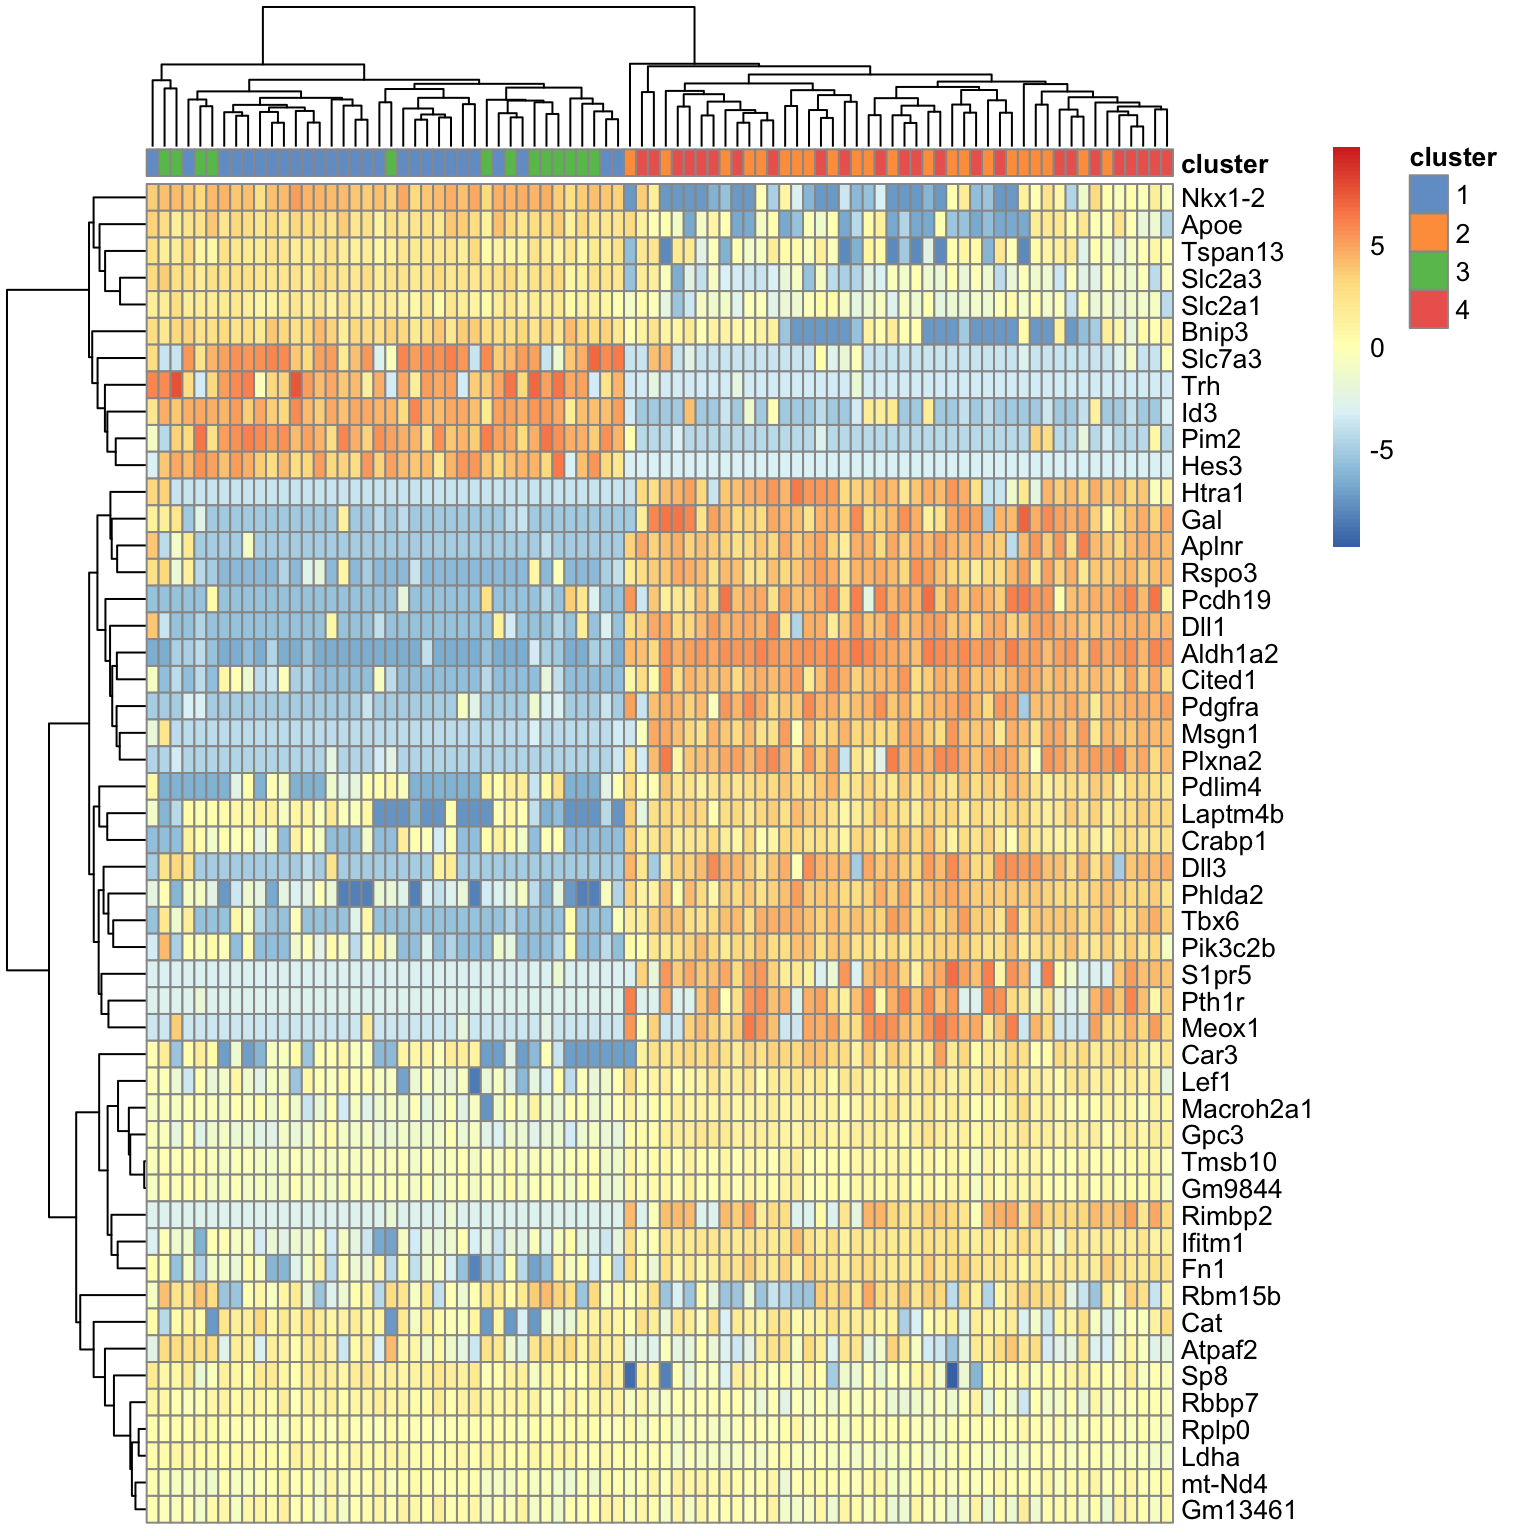 cluster
Nkx1-2
Apoe
Tspan13
Slc2a3
Slc2a1
Bnip3
Slc7a3
Trh
Id3
Pim2
Hes3
Htra1
Gal
Aplnr
Rspo3
Pcdh19
Dll1
Aldh1a2
Cited1
Pdgfra
Msgn1
Plxna2
Pdlim4
Laptm4b
Crabp1
Dll3
Phlda2
Tbx6
Pik3c2b
S1pr5
Pth1r
Meox1
Car3
Lef1
Macroh2a1
Gpc3
Tmsb10
Gm9844
Rimbp2
Ifitm1
Fn1
Rbm15b
Cat
Atpaf2
Sp8
Rbbp7
Rplp0
Ldha
mt-Nd4
Gm13461
5
0
-5
cluster
1
2
3
4